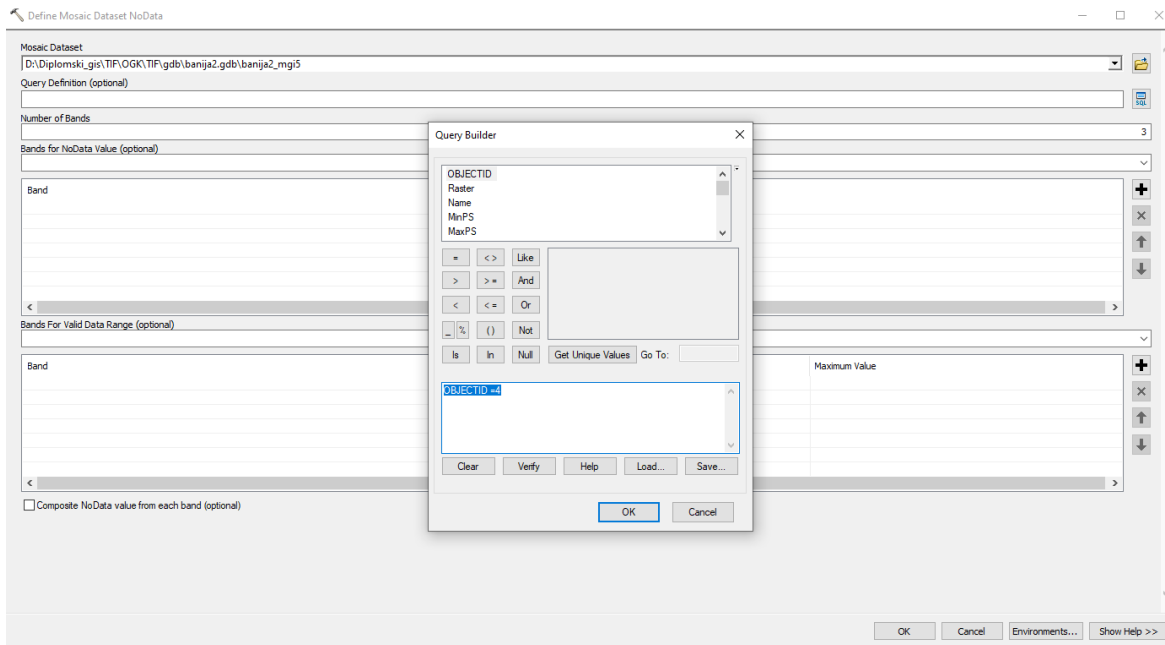 Define Mosaic Dataset NoData
Mosaic Dataset
D:\Diplomski_gis\TIF\OGK\TIF\gdb\banija2.gdb\banija2_mgi5
Query Definition (optional)
SQL
Number of Bands
3
Bands for NoData Value (optional)
Band
Bands For Valid Data Range (optional)
Band
Maximum Value
Composite NoData value from each band (optional)
OK Cancel Environments... Show Help >>
Query Builder
OBJECTID
Raster
Name
MinPS
MaxPS
= < > Like
> > = And
< < = Or
_ % ( ) Not
Is In Null Get Unique Values Go To:
OBJECTID =4
Clear Verify Help Load... Save...
OK Cancel